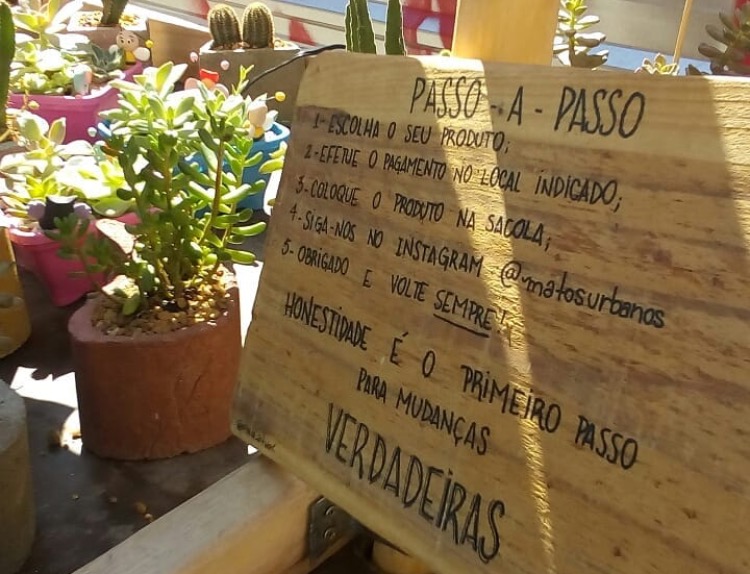 PASSO-A-PASSO
1-ESCOLHA O SEU PRODUTO;
2-EFETUE O PAGAMENTO NO LOCAL INDICADO;
3-COLOQUE O PRODUTO NA SACOLA;
4-SIGA-NOS NO INSTAGRAM @matosurbanos
5-OBRIGADO E VOLTE SEMPRE!
HONESTIDADE É O PRIMEIRO PASSO
PARA MUDANÇAS
VERDADEIRAS